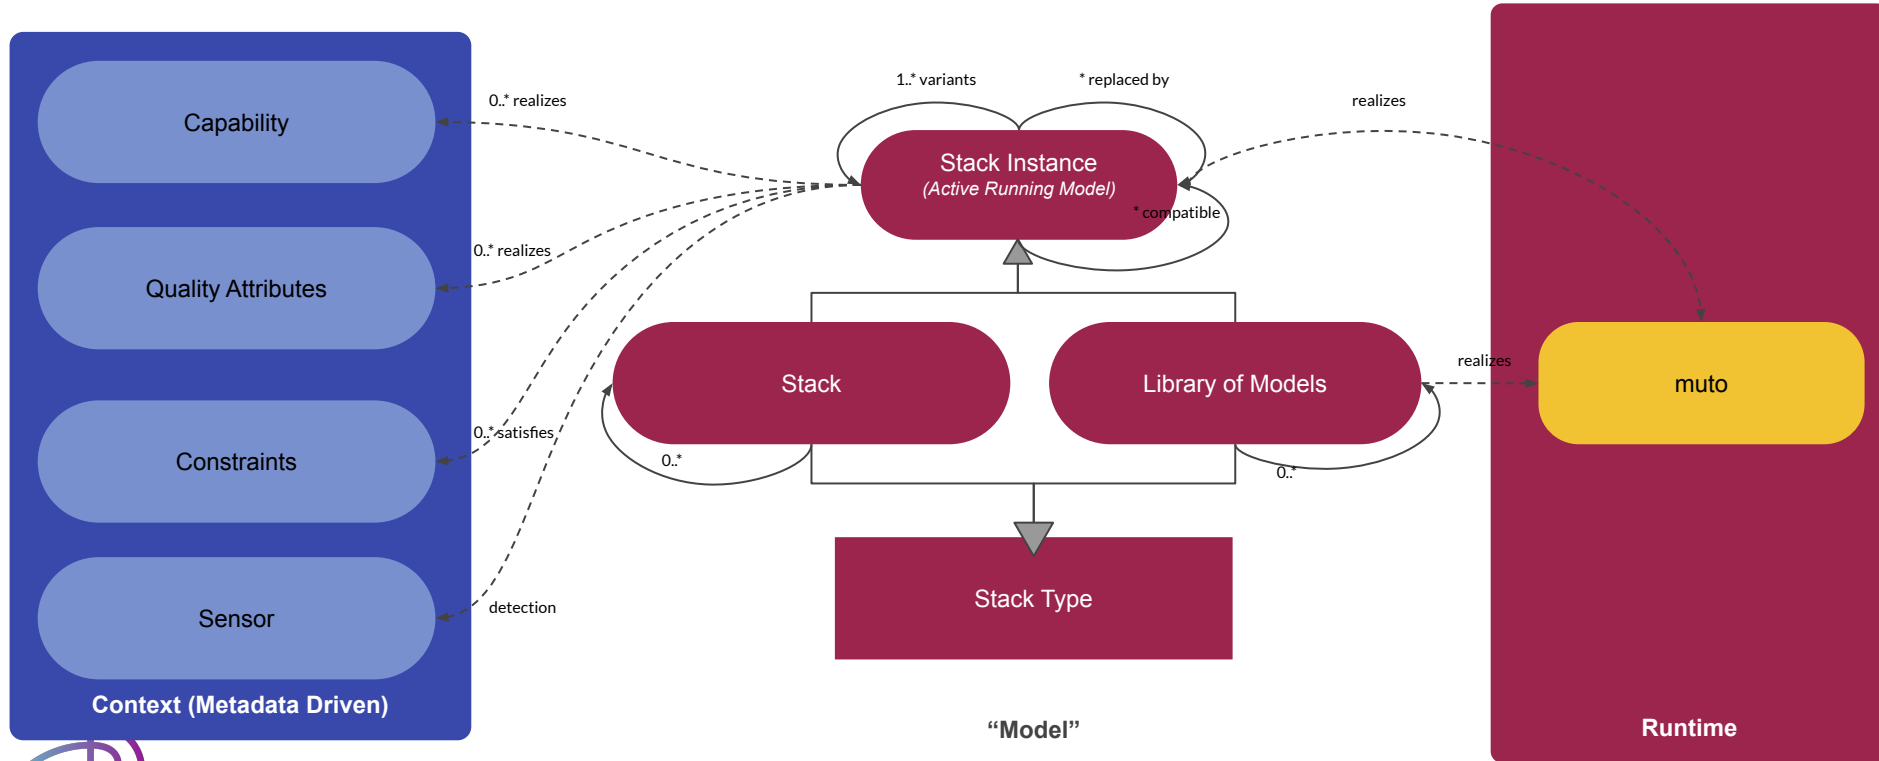 Capability
Quality Attributes
Constraints
Sensor
Context (Metadata Driven)
0..* realizes
0..* realizes
0..* satisfies
detection
1..* variants
* replaced by
Stack Instance
(Active Running Model)
* compatible
Stack
0..*
Library of Models
0..*
Stack Type
“Model”
realizes
realizes
muto
Runtime